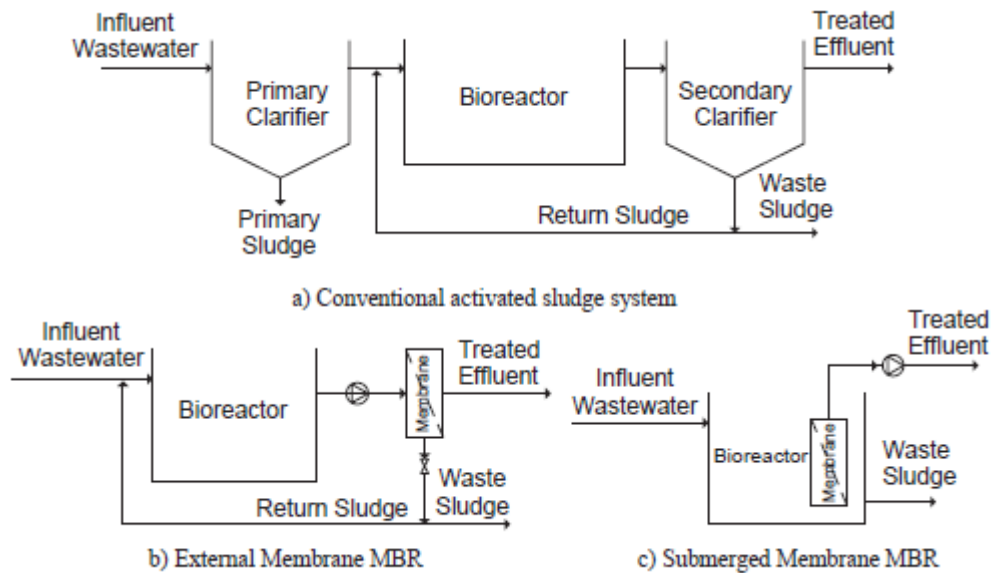 Influent
Wastewater
Primary
Clarifier
Primary
Sludge
Bioreactor
Secondary
Clarifier
Treated
Effluent
Waste
Sludge
Return Sludge
a) Conventional activated sludge system
Influent
Wastewater
Bioreactor
Membrane
Treated
Effluent
Waste
Sludge
Return Sludge
b) External Membrane MBR
Influent
Wastewater
Bioreactor
Membrane
Treated
Effluent
Waste
Sludge
c) Submerged Membrane MBR